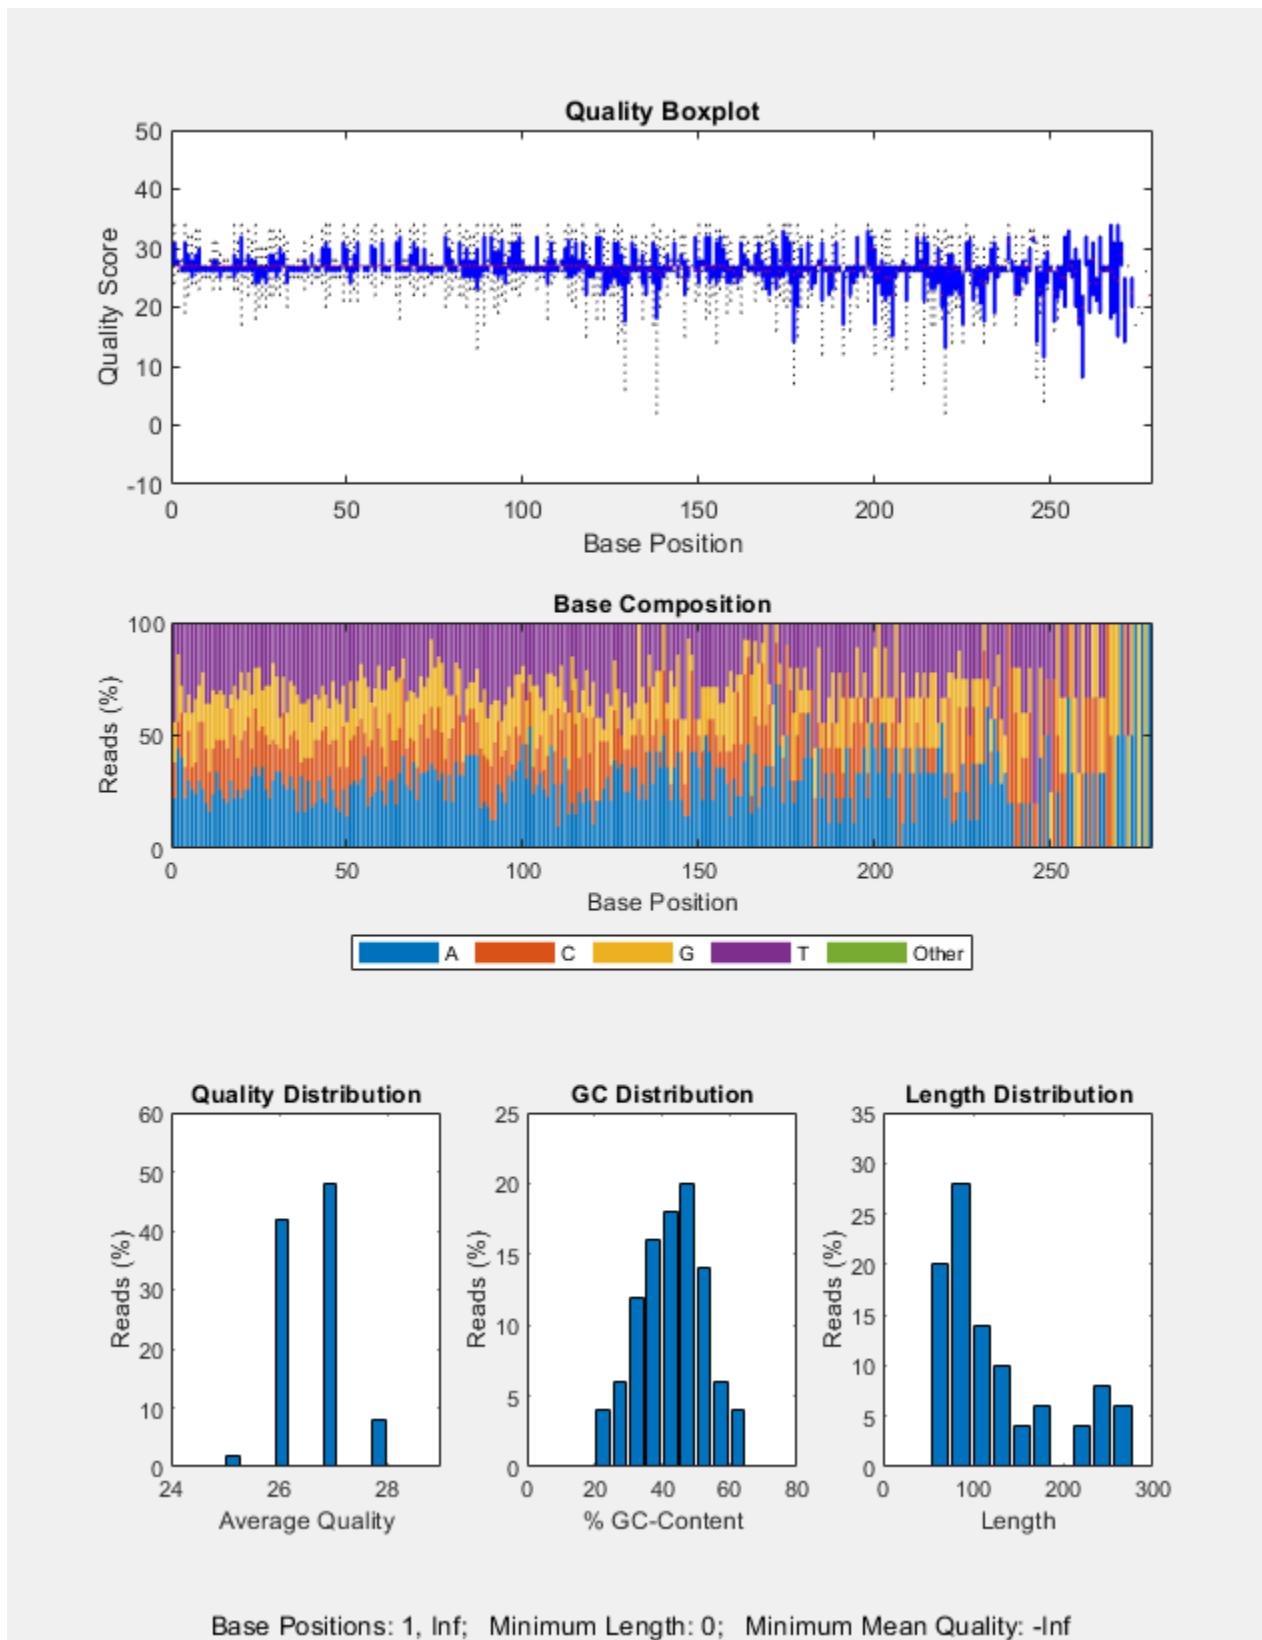 Quality Boxplot
50
40
30
20
10
0
-10
Quality Score
0 50 100 150 200 250
Base Position
Base Composition
100
50
0
Reads (%)
0 50 100 150 200 250
Base Position
A C G T Other
Quality Distribution
60
50
40
30
20
10
0
Reads (%)
24 26 28
Average Quality
GC Distribution
25
20
15
10
5
0
Reads (%)
0 20 40 60 80
% GC-Content
Length Distribution
35
30
25
20
15
10
5
0
Reads (%)
0 100 200 300
Length
Base Positions: 1, Inf; Minimum Length: 0; Minimum Mean Quality: -Inf